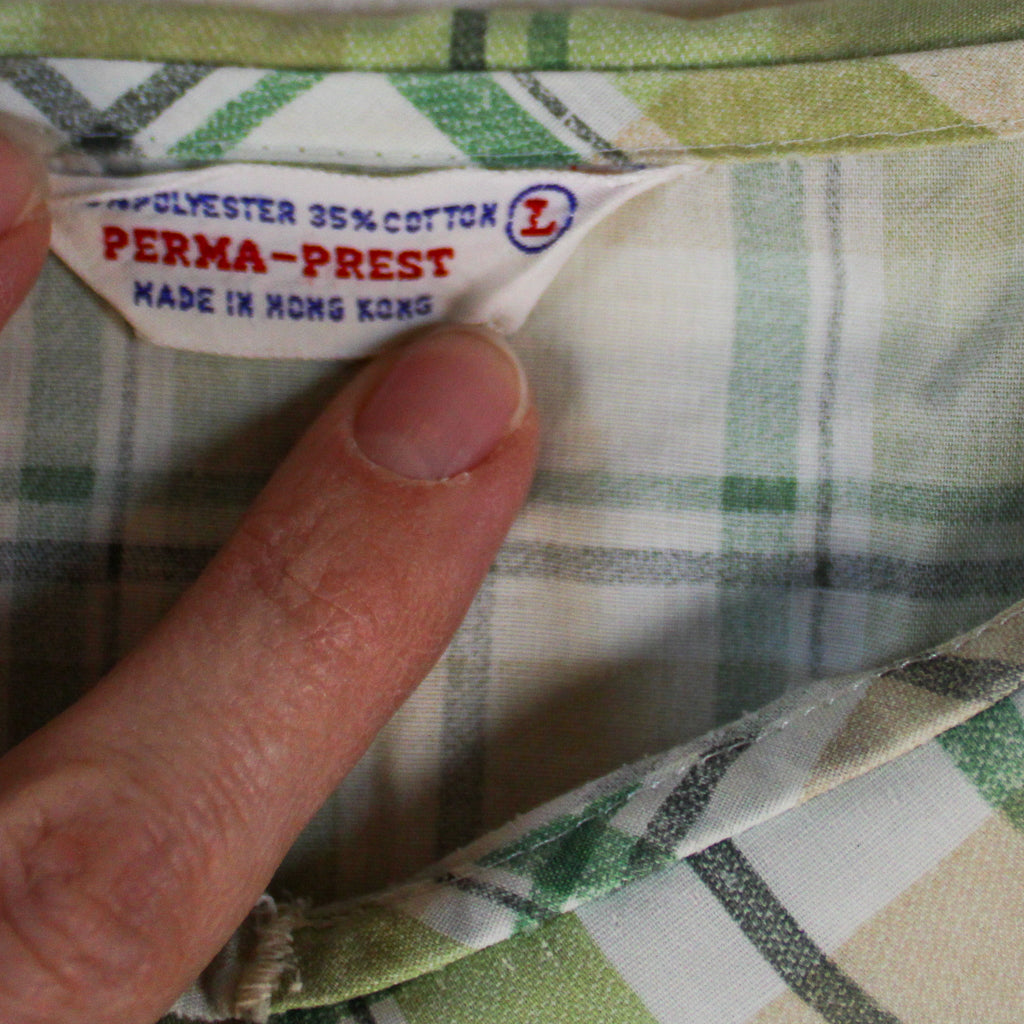 POLYESTER 35% COTTON L
PERMA-PREST
MADE IN HONG KONG